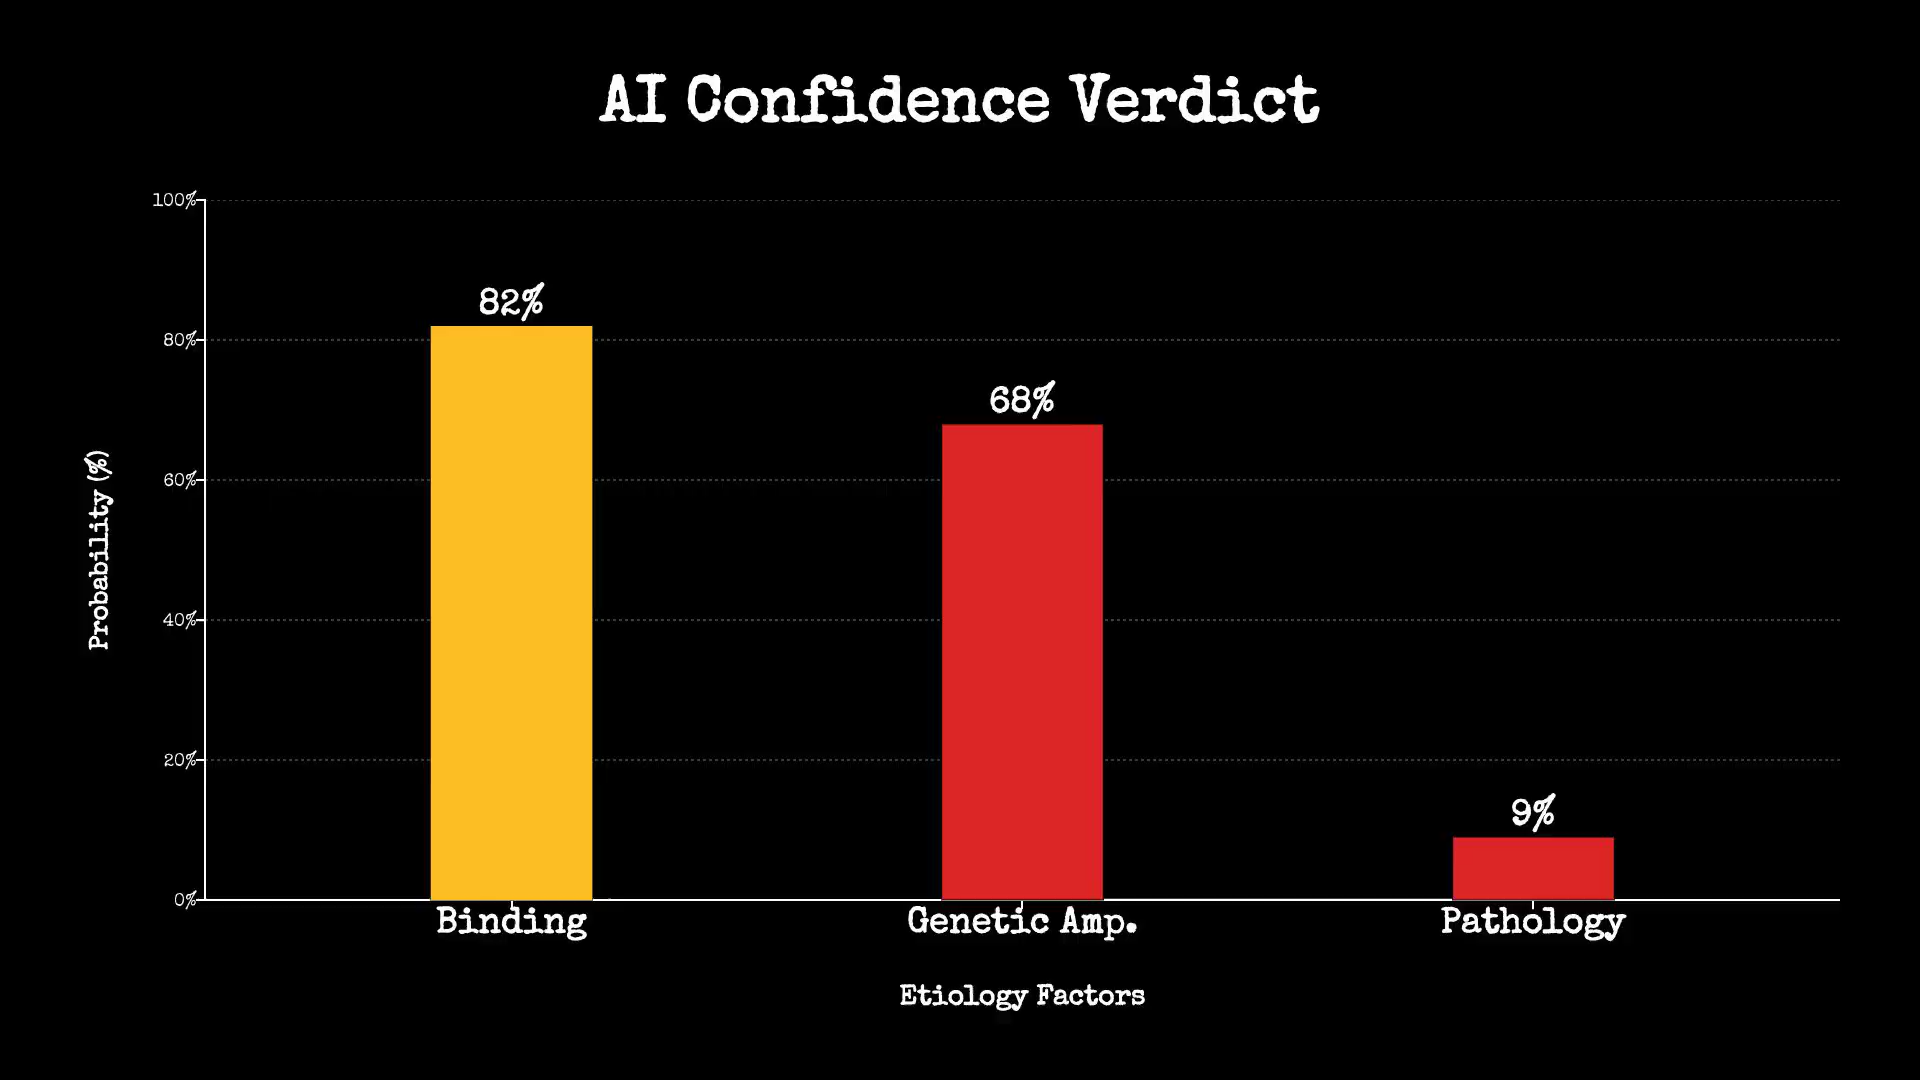 AI Confidence Verdict
100%
82%
80%
68%
60%
Probability (%)
40%
20%
9%
0%
Binding
Genetic Amp.
Pathology
Etiology Factors